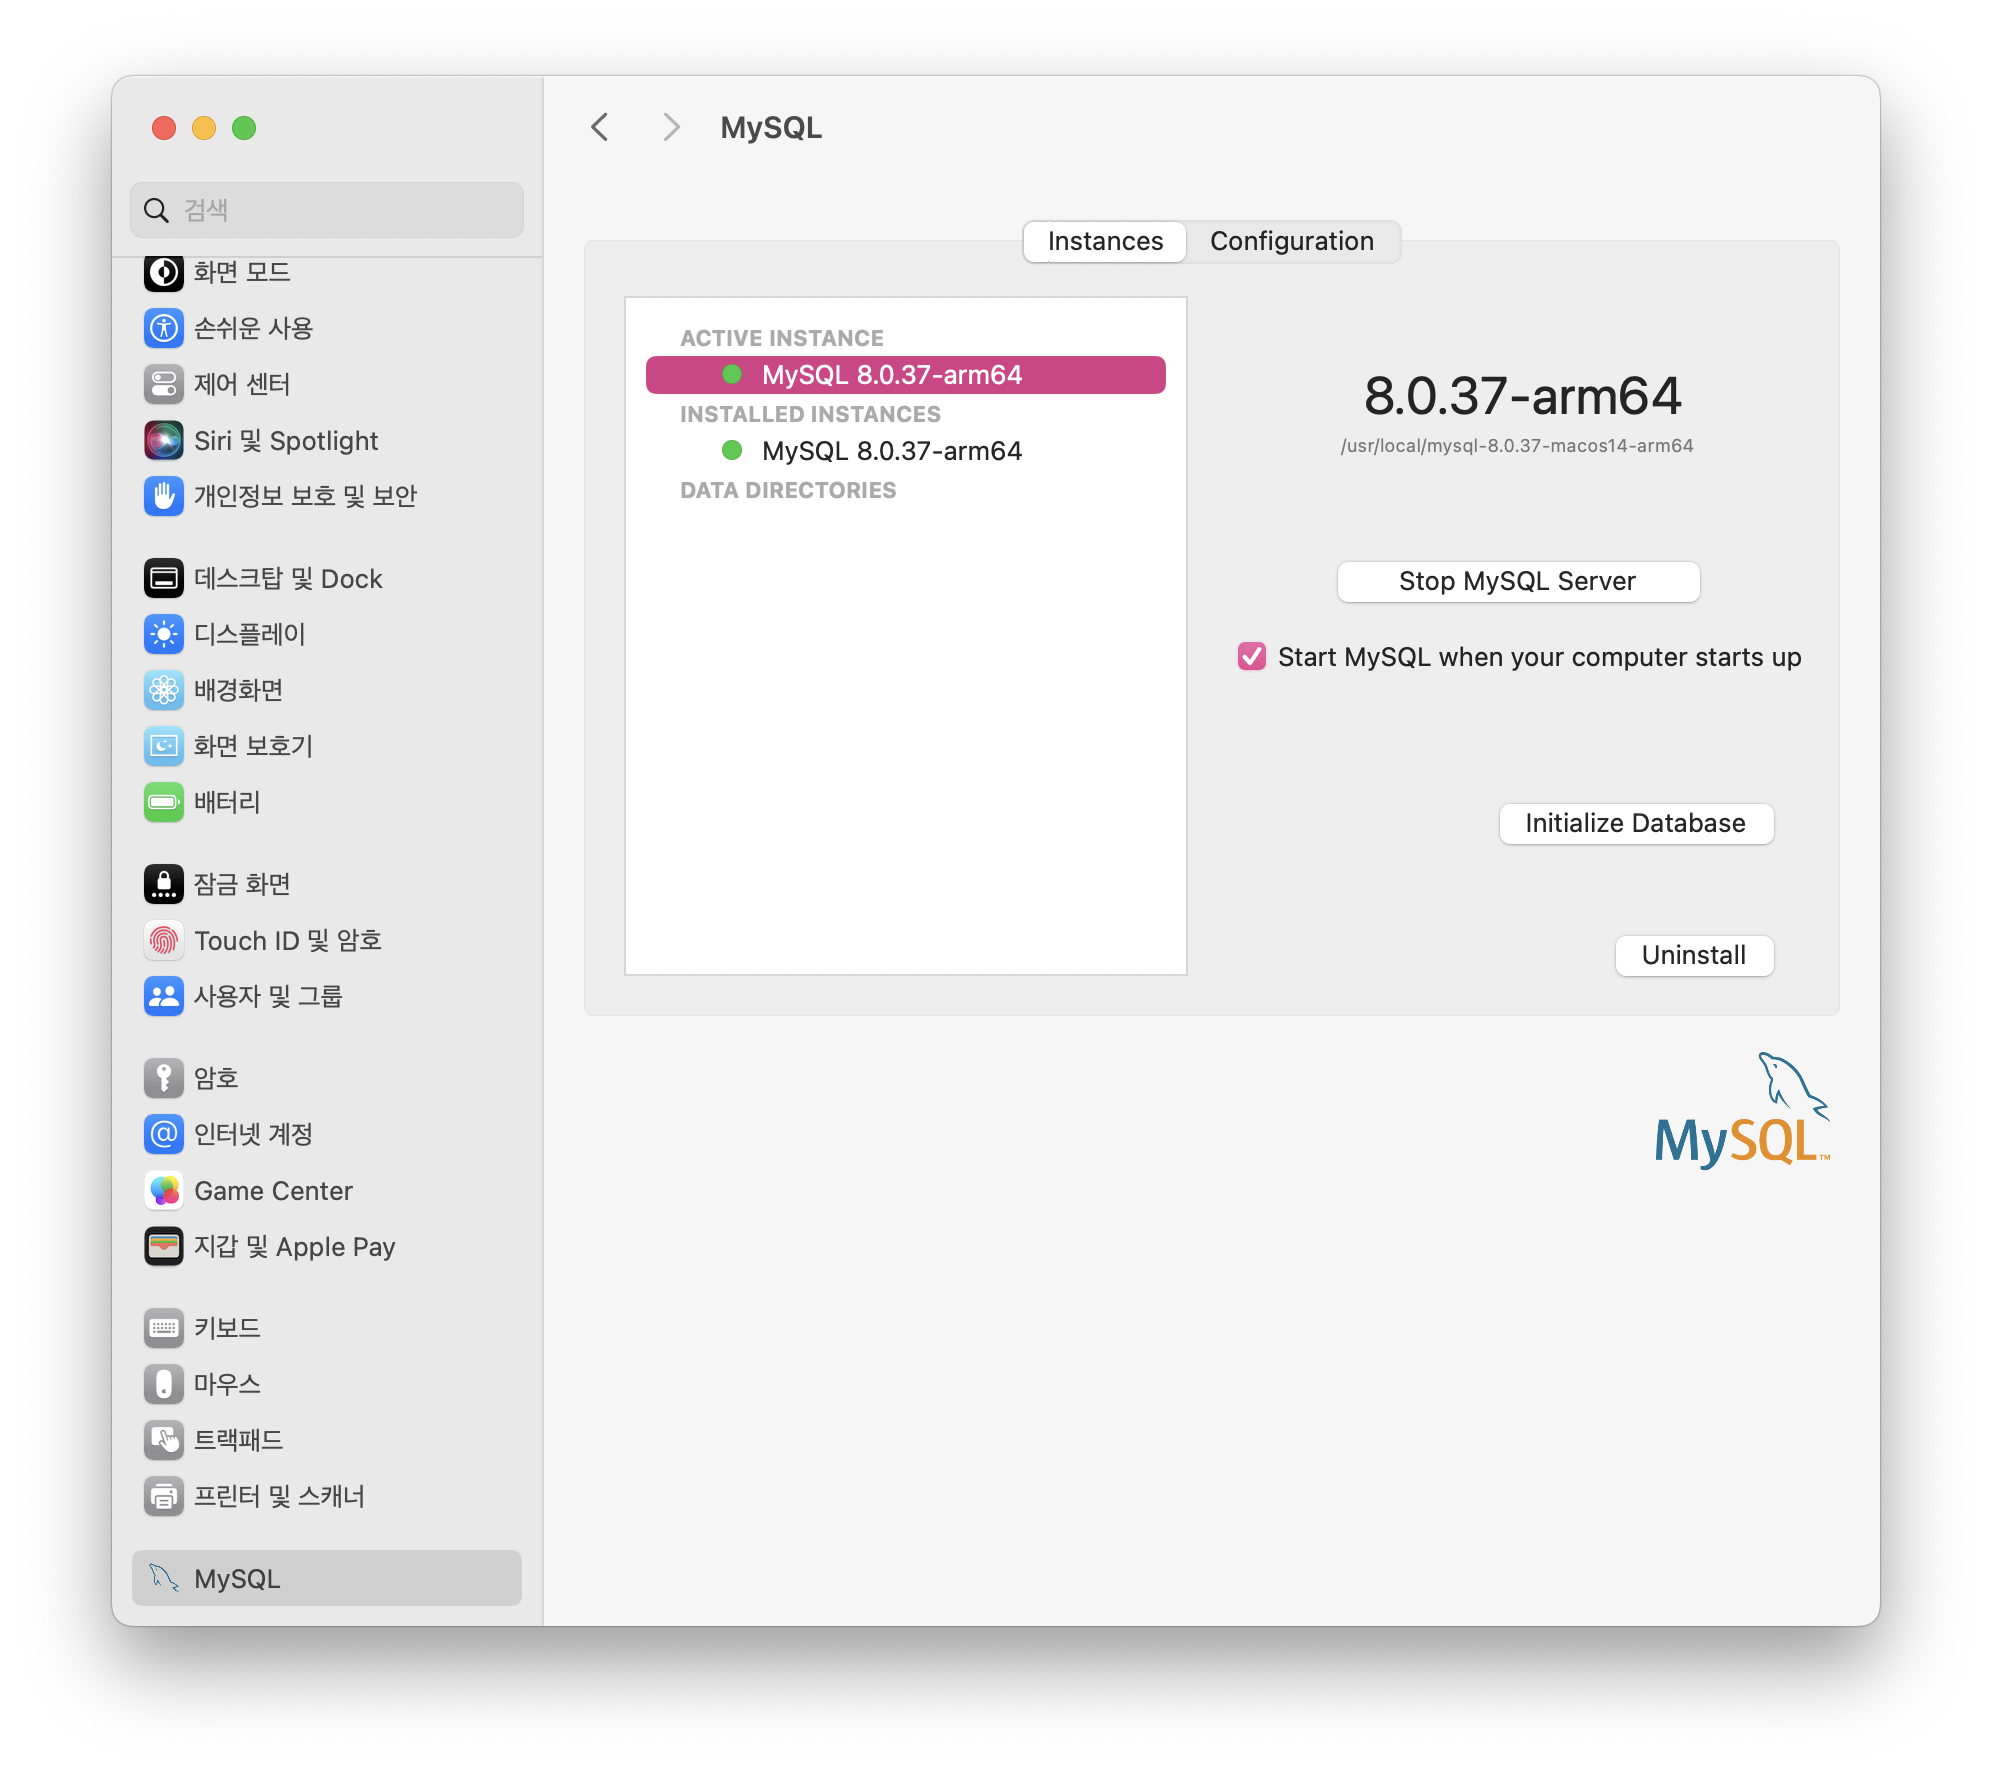 검색
화면 모드
손쉬운 사용
제어 센터
Siri 및 Spotlight
개인정보 보호 및 보안
데스크탑 및 Dock
디스플레이
배경화면
화면 보호기
배터리
잠금 화면
Touch ID 및 암호
사용자 및 그룹
암호
인터넷 계정
Game Center
지갑 및 Apple Pay
키보드
마우스
트랙패드
프린터 및 스캐너
MySQL
MySQL
Instances
Configuration
ACTIVE INSTANCE
MySQL 8.0.37-arm64
INSTALLED INSTANCES
MySQL 8.0.37-arm64
DATA DIRECTORIES
8.0.37-arm64
/usr/local/mysql-8.0.37-macos14-arm64
Stop MySQL Server
Start MySQL when your computer starts up
Initialize Database
Uninstall
MySQL™